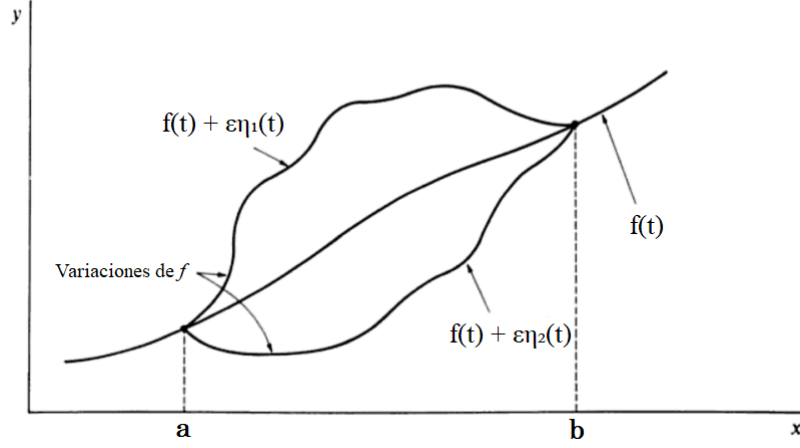 y
f(t) + εη₁(t)
f(t)
Variaciones de f
f(t) + εη₂(t)
a
b
x